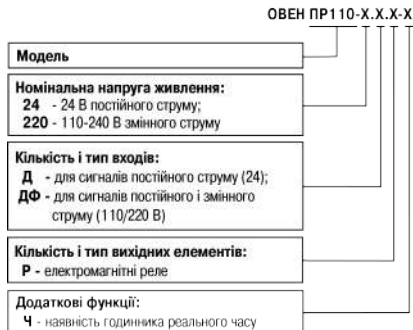 ОВЕН ПР110-Х.Х.Х-Х
Модель
Номінальна напруга живлення:
24 - 24 В постійного струму;
220 - 110-240 В змінного струму
Кількість і тип входів:
Д - для сигналів постійного струму (24);
ДФ - для сигналів постійного і змінного
струму (110/220 В)
Кількість і тип вихідних елементів:
Р - електромагнітні реле
Додаткові функції:
Ч - наявність годинника реального часу